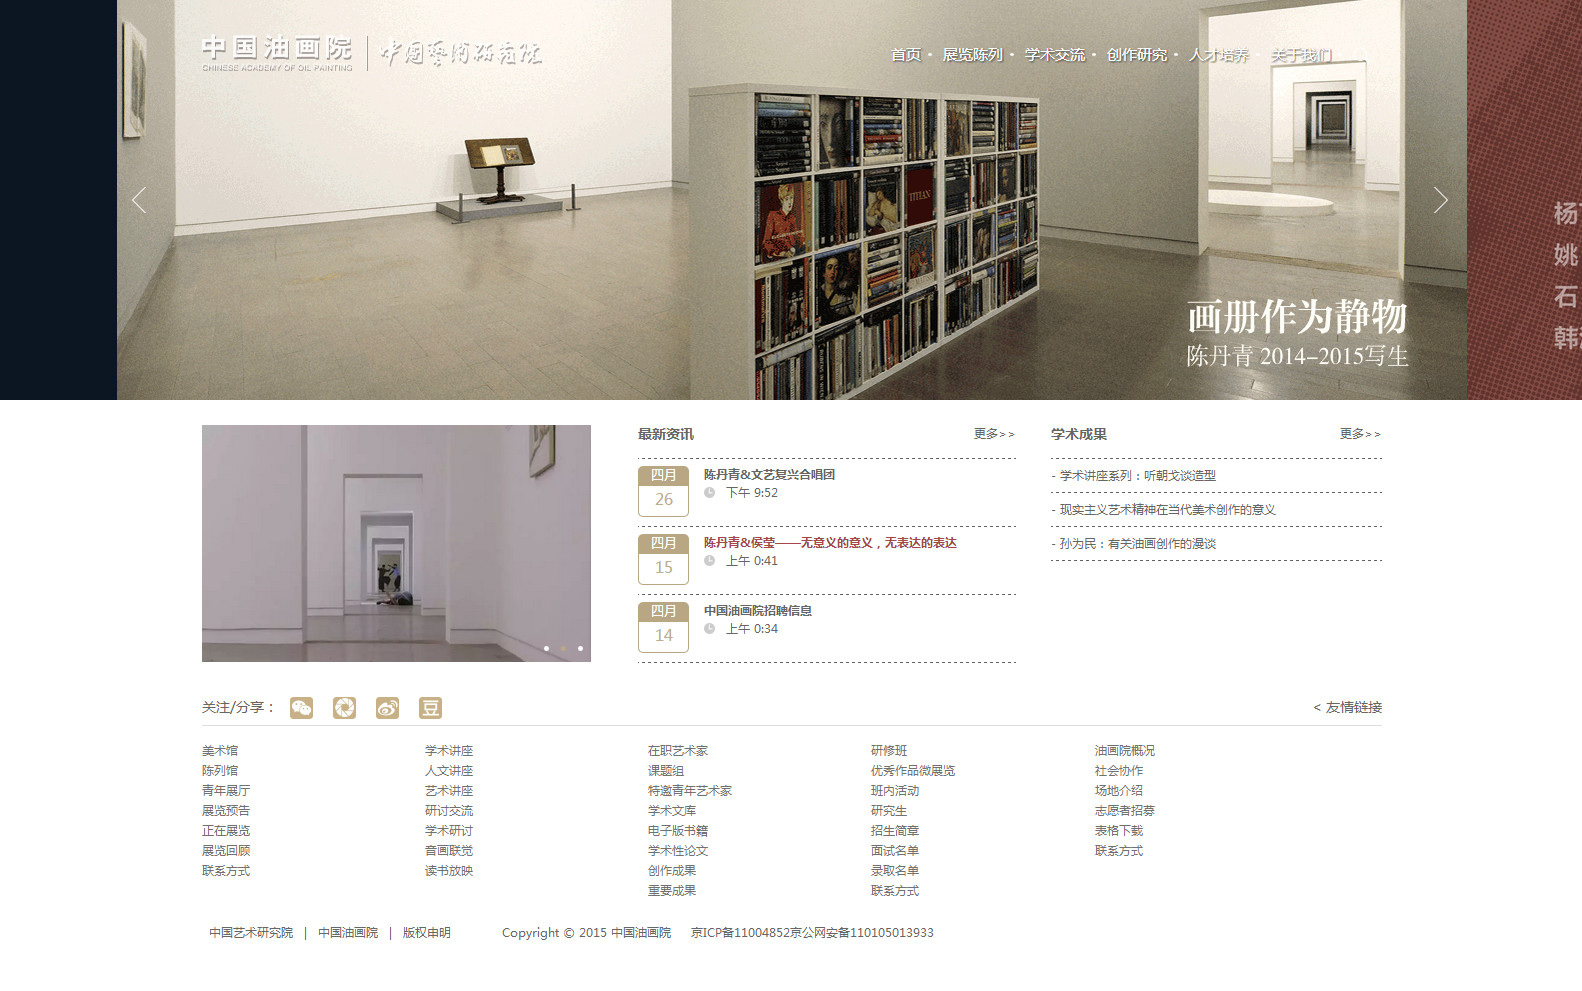 中国油画院
CHINESE ACADEMY OF OIL PAINTING
中国艺术研究院
首页 • 展览陈列 • 学术交流 • 创作研究 • 人才培养 关于我们
TITIAN
画册作为静物
陈丹青 2014-2015写生
杨
姚
石
韩
最新资讯 更多>>
四月
26
陈丹青&文艺复兴合唱团
下午 9:52
四月
15
陈丹青&侯莹——无意义的意义，无表达的表达
上午 0:41
四月
14
中国油画院招聘信息
上午 0:34
学术成果 更多>>
- 学术讲座系列：听朝戈谈造型
- 现实主义艺术精神在当代美术创作的意义
- 孙为民：有关油画创作的漫谈
关注/分享：
豆
< 友情链接
美术馆
陈列馆
青年展厅
展览预告
正在展览
展览回顾
联系方式
学术讲座
人文讲座
艺术讲座
研讨交流
学术研讨
音画联觉
读书放映
在职艺术家
课题组
特邀青年艺术家
学术文库
电子版书籍
学术性论文
创作成果
重要成果
研修班
优秀作品微展览
班内活动
研究生
招生简章
面试名单
录取名单
联系方式
油画院概况
社会协作
场地介绍
志愿者招募
表格下载
联系方式
中国艺术研究院 | 中国油画院 | 版权申明 Copyright © 2015 中国油画院 京ICP备11004852京公网安备110105013933